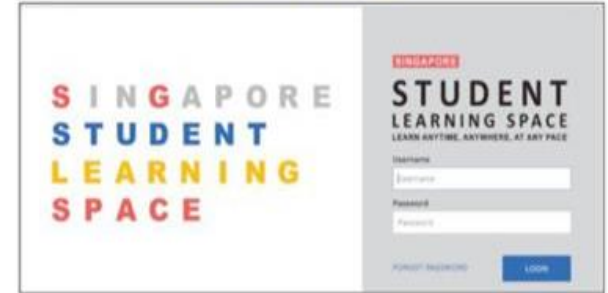 SINGAPORE
STUDENT
LEARNING
SPACE
SINGAPORE
STUDENT
LEARNING SPACE
LEARN ANYTIME, ANYWHERE, AT ANY PACE
Username
Username
Password
Password
FORGOT PASSWORD
LOGIN